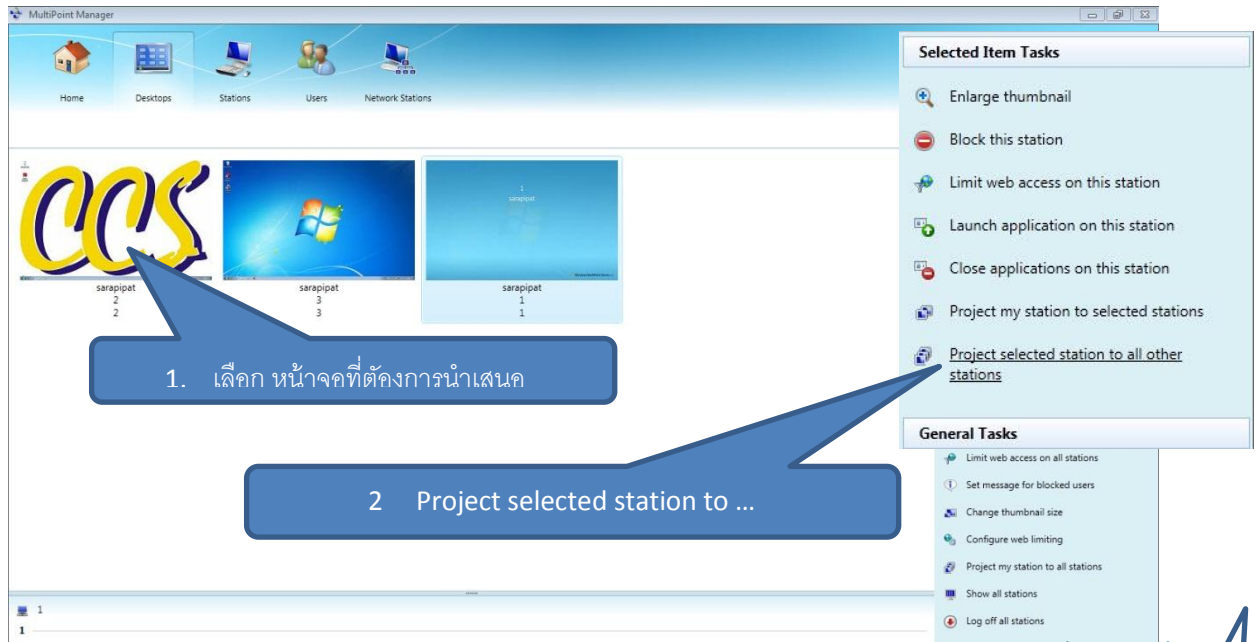 MultiPoint Manager
Home
Desktops
Stations
Users
Network Stations
CCS
sarapipat
2
2
sarapipat
3
3
1
sarapipat
sarapipat
1
1
1. เลือก หน้าจคที่ตัคงการนำเสนค
2 Project selected station to ...
Selected Item Tasks
Enlarge thumbnail
Block this station
Limit web access on this station
Launch application on this station
Close applications on this station
Project my station to selected stations
Project selected station to all other
stations
General Tasks
Limit web access on all stations
Set message for blocked users
Change thumbnail size
Configure web limiting
Project my station to all stations
Show all stations
Log off all stations
1
1